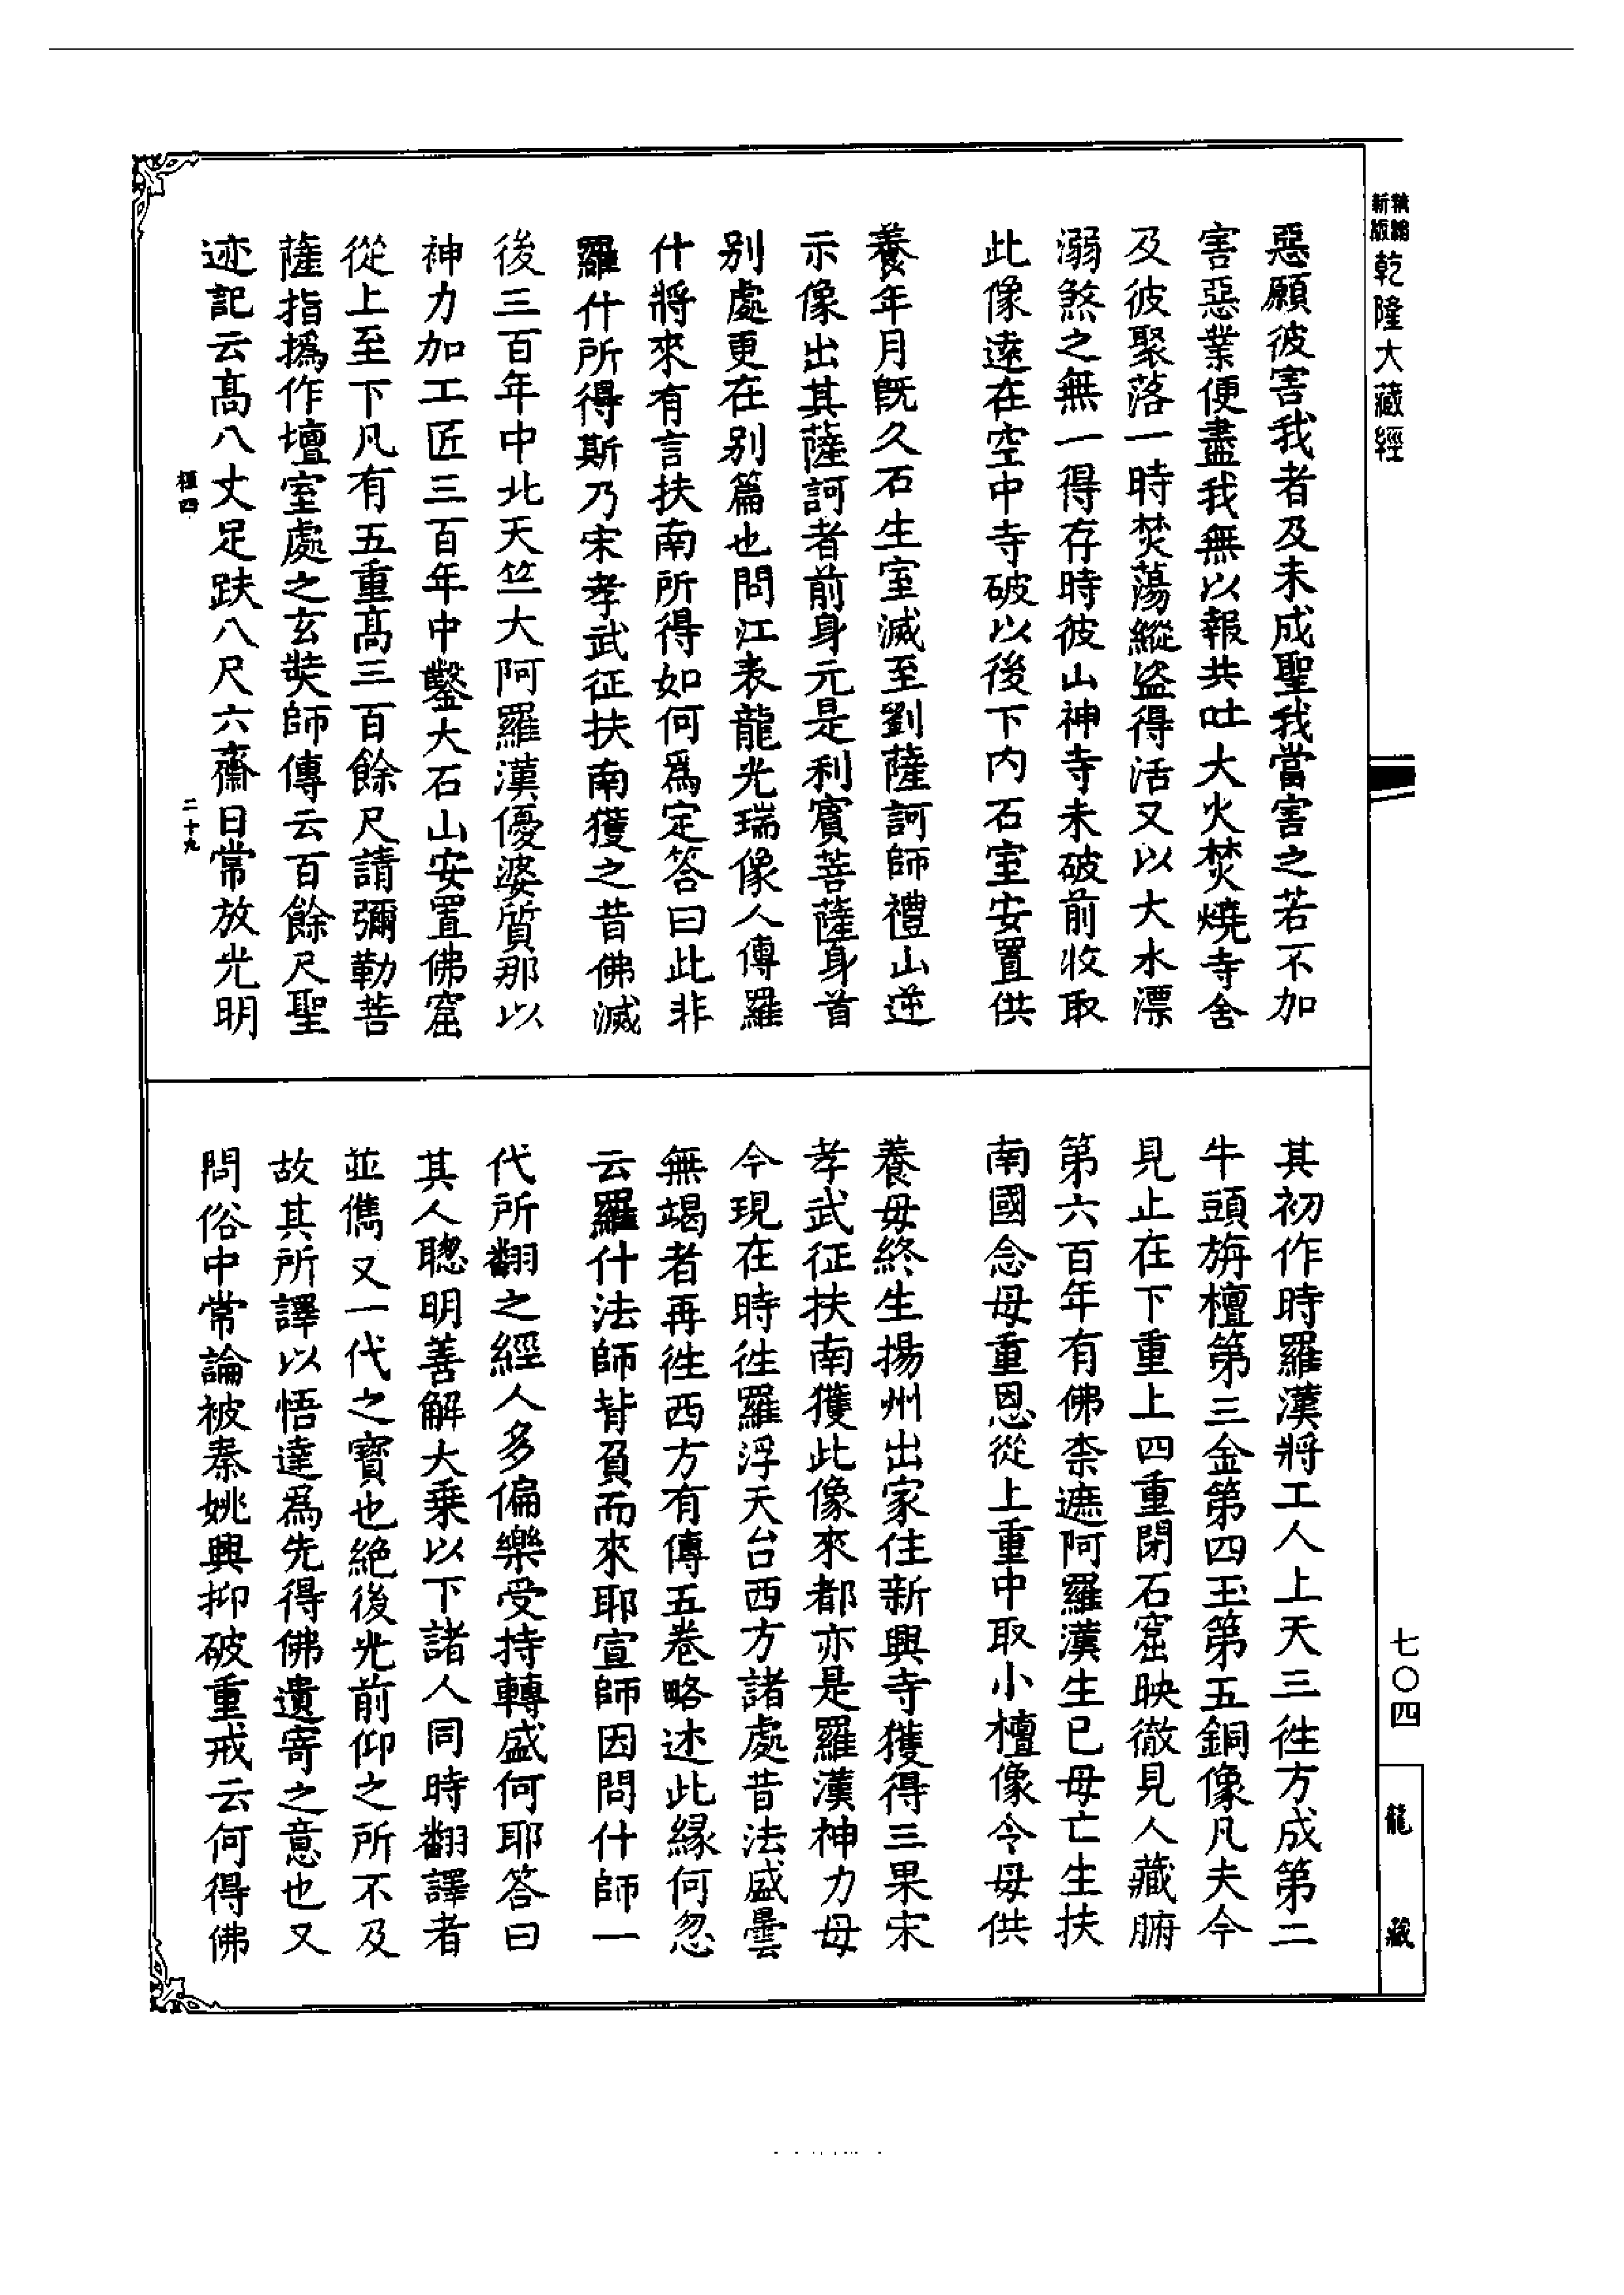 精縮新版
乾隆大藏經
惡願彼害我者及未成聖我當害之若不加
害惡業便盡我無以報共吐大火焚燒寺舍
及彼聚落一時焚蕩縱盜得活又以大水漂
溺煞之無一得存時彼山神寺未破前收取
此像遠在空中寺破以後下内石室安置供
養年月既久石生室滅至劉薩訶師禮山逆
示像出其薩訶者前身元是利賓菩薩身首
别處更在别篇也問江表龍光瑞像人傳羅
什將來有言扶南所得如何爲定答曰此非
羅什所得斯乃宋孝武征扶南獲之昔佛滅
後三百年中北天竺大阿羅漢優婆質那以
神力加工匠三百年中鑿大石山安置佛窟
從上至下凡有五重髙三百餘尺請彌勒菩
薩指撝作壇室處之玄奘師傳云百餘尺聖
迹記云髙八丈足趺八尺六齋日常放光明
二十九
其初作時羅漢將工人上天三往方成第二
牛頭旃檀第三金第四玉第五銅像凡夫今
見止在下重上四重閉石窟映徹見人藏腑
第六百年有佛柰遮阿羅漢生已母亡生扶
南國念母重恩從上重中取小檀像令母供
養母終生揚州出家住新興寺獲得三果宋
孝武征扶南獲此像來都亦是羅漢神力母
今現在時往羅浮天台西方諸處昔法盛曇
無竭者再往西方有傳五卷略述此緣何忽
云羅什法師背負而來耶宣師因問什師一
代所翻之經人多偏樂受持轉盛何耶答曰
其人聰明善解大乘以下諸人同時翻譯者
並儁又一代之寶也絕後光前仰之所不及
故其所譯以悟達爲先得佛遺寄之意也又
問俗中常論被秦姚興抑破重戒云何得佛
七〇四
龍藏